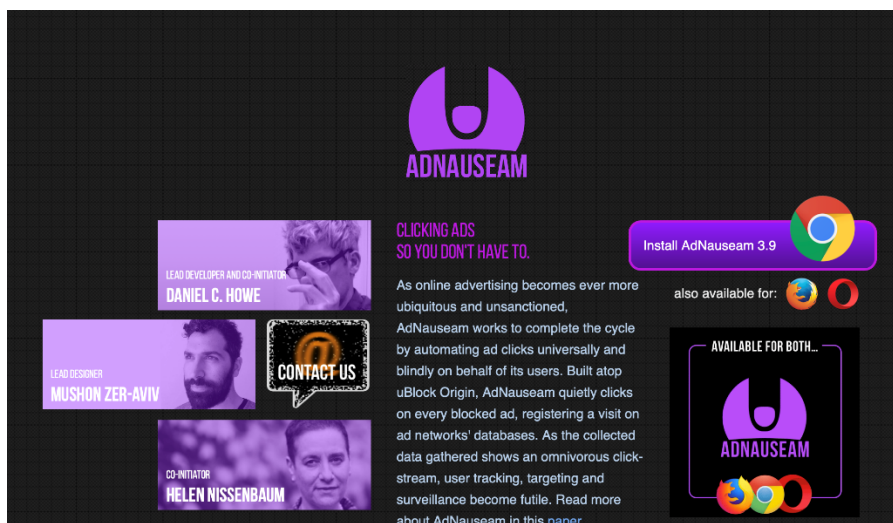 ADNAUSEAM
LEAD DEVELOPER AND CO-INITIATOR
DANIEL C. HOWE
LEAD DESIGNER
MUSHON ZER-AVIV
@
CONTACT US
CO-INITIATOR
HELEN NISSENBAUM
CLICKING ADS
SO YOU DON'T HAVE TO.
As online advertising becomes ever more
ubiquitous and unsanctioned,
AdNauseam works to complete the cycle
by automating ad clicks universally and
blindly on behalf of its users. Built atop
uBlock Origin, AdNauseam quietly clicks
on every blocked ad, registering a visit on
ad networks' databases. As the collected
data gathered shows an omnivorous click-
stream, user tracking, targeting and
surveillance become futile. Read more
about AdNauseam in this paper
Install AdNauseam 3.9
also available for:
AVAILABLE FOR BOTH...
ADNAUSEAM